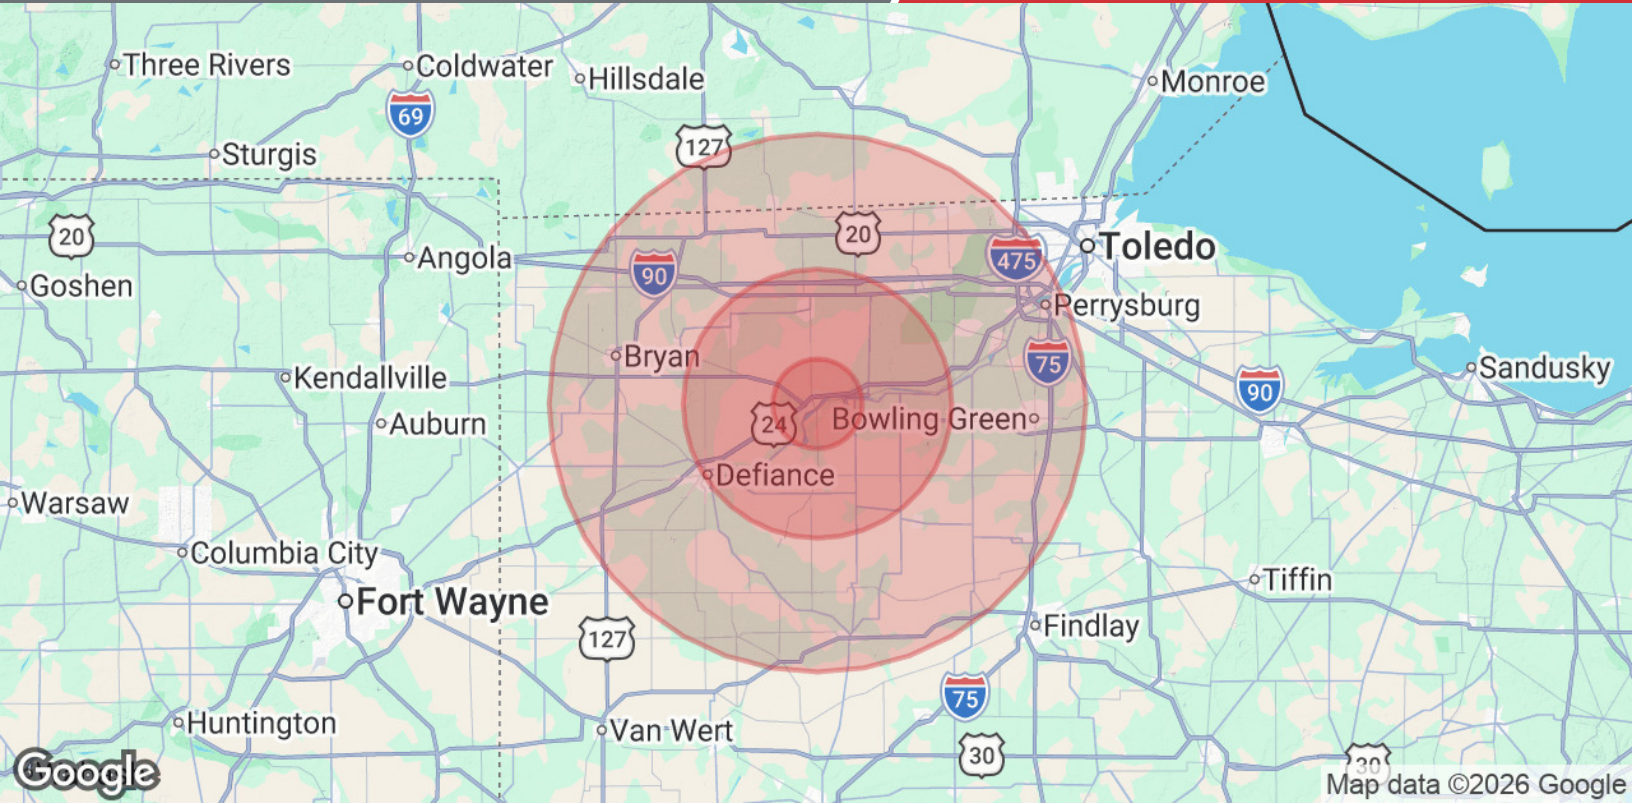 Three Rivers
Coldwater
Hillsdale
Monroe
69
127
Sturgis
20
20
Toledo
Angola
475
90
Goshen
Perrysburg
Bryan
75
Sandusky
Kendallville
90
24
Bowling Green
Auburn
Defiance
Warsaw
Columbia City
Tiffin
Fort Wayne
Findlay
127
75
Huntington
Van Wert
30
30
Google
Map data ©2026 Google